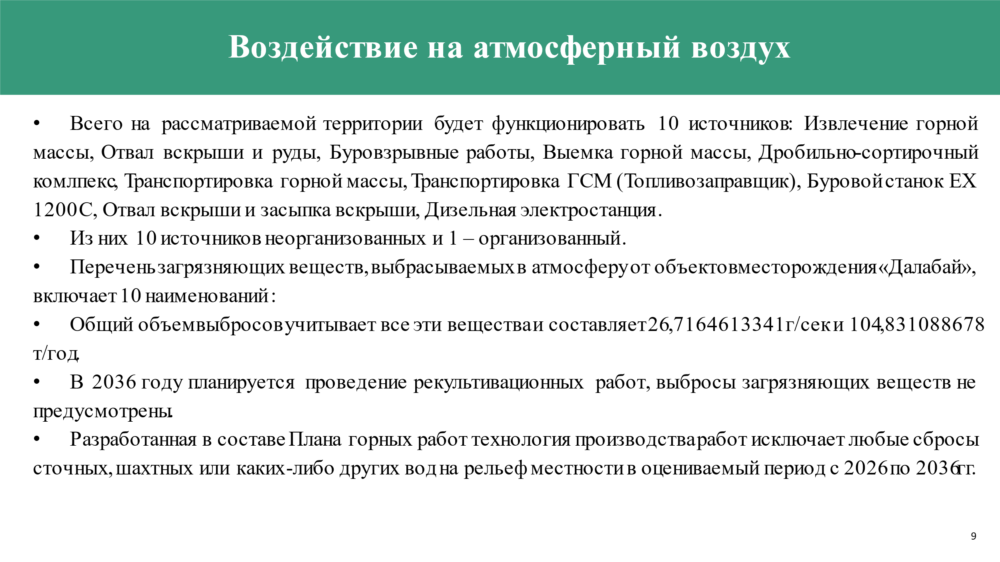 Воздействие на атмосферный воздух
• Всего на рассматриваемой территории будет функционировать 10 источников: Извлечение горной
массы, Отвал вскрыши и руды, Буровзрывные работы, Выемка горной массы, Дробильно-сортирочный
комлпекс, Транспортировка горной массы, Транспортировка ГСМ (Топливозаправщик), Буровой станок EX
1200C, Отвал вскрыши и засыпка вскрыши, Дизельная электростанция.
• Из них 10 источников неорганизованных и 1 – организованный.
• Перечень загрязняющих веществ, выбрасываемых в атмосферу от объектов месторождения «Далабай»,
включает 10 наименований:
• Общий объем выбросов учитывает все эти вещества и составляет 26,7164613341 г/сек и 104,831088678
т/год.
• В 2036 году планируется проведение рекультивационных работ, выбросы загрязняющих веществ не
предусмотрены.
• Разработанная в составе Плана горных работ технология производства работ исключает любые сбросы
сточных, шахтных или каких-либо других вод на рельеф местности в оцениваемый период с 2026 по 2036 гг.
9